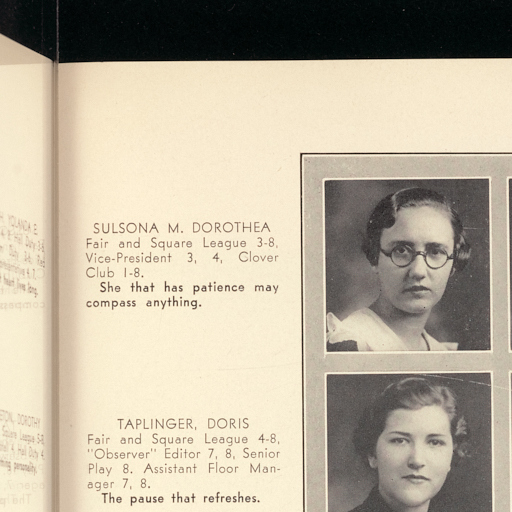 SULSONA M. DOROTHEA
Fair and Square League 3-8,
Vice-President 3, 4, Clover
Club 1-8.
She that has patience may
compass anything.
TAPLINGER, DORIS
Fair and Square League 4-8,
"Observer" Editor 7, 8, Senior
Play 8. Assistant Floor Man-
ager 7, 8.
The pause that refreshes.